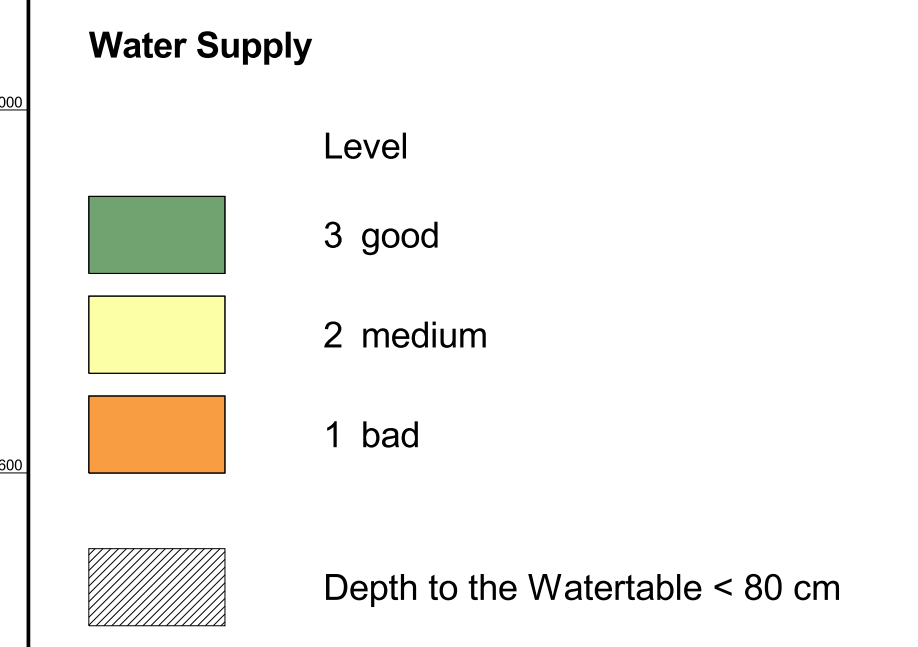 Water Supply
000
Level
3 good
2 medium
1 bad
600
Depth to the Watertable < 80 cm